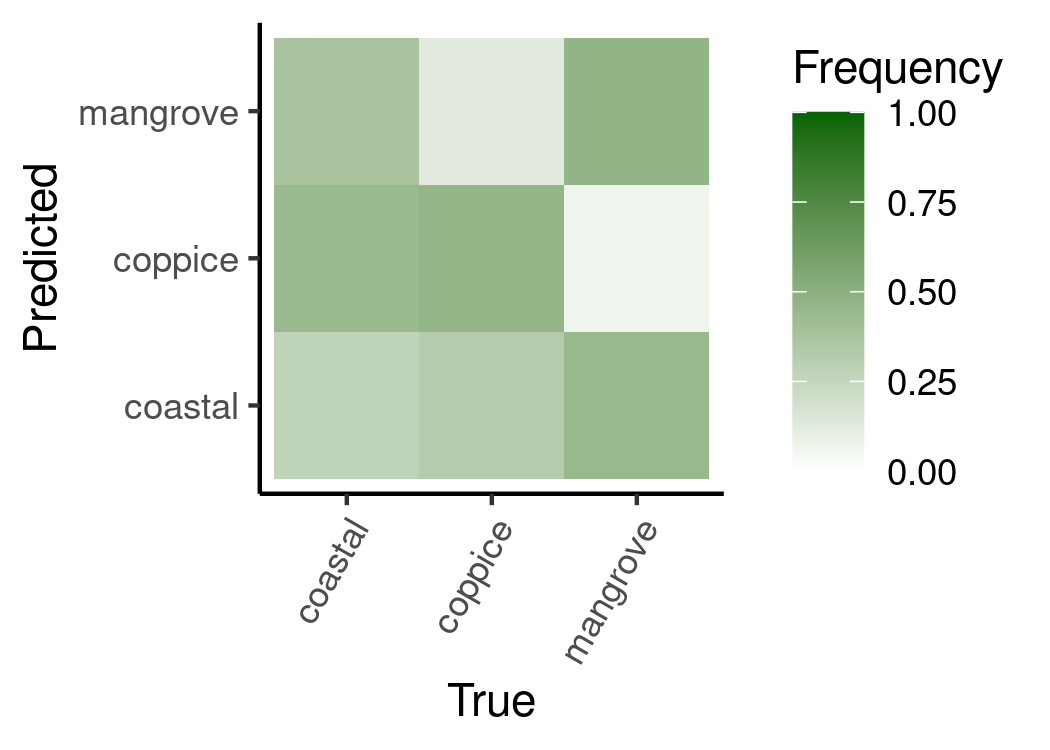 Predicted
mangrove
coppice
coastal
coastal
coppice
mangrove
True
Frequency
1.00
0.75
0.50
0.25
0.00